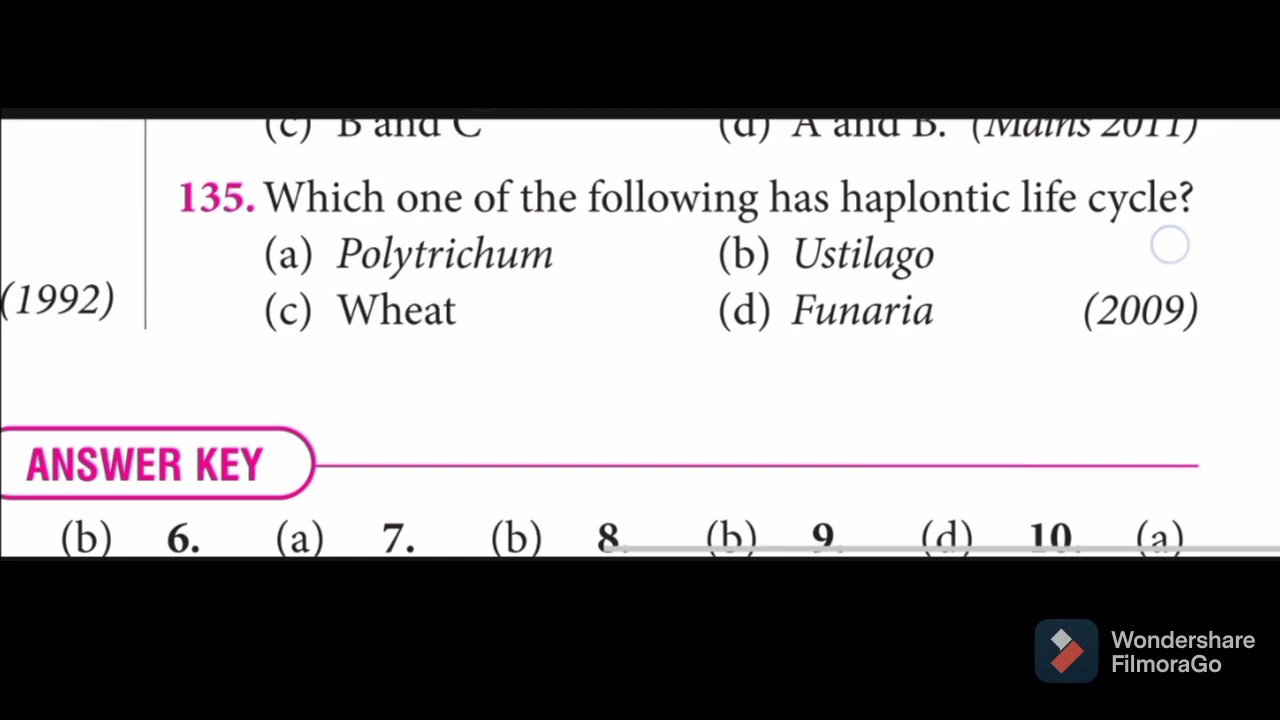 (c) B and C (d) A and B. (Mains 2011)
135. Which one of the following has haplontic life cycle?
(a) Polytrichum (b) Ustilago
(c) Wheat (d) Funaria (2009)
(1992)
ANSWER KEY
(b) 6. (a) 7. (b) 8. (b) 9. (d) 10. (a)
Wondershare
FilmoraGo